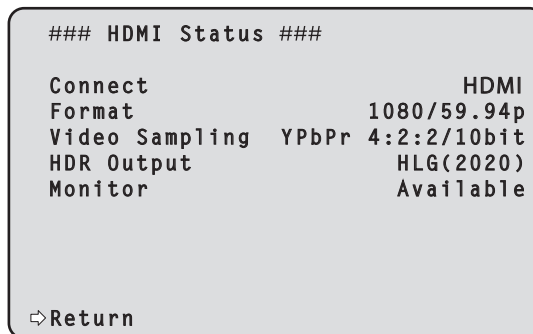 ### HDMI Status ###
Connect HDMI
Format 1080/59.94p
Video Sampling YPbPr 4:2:2/10bit
HDR Output HLG(2020)
Monitor Available
⇨Return